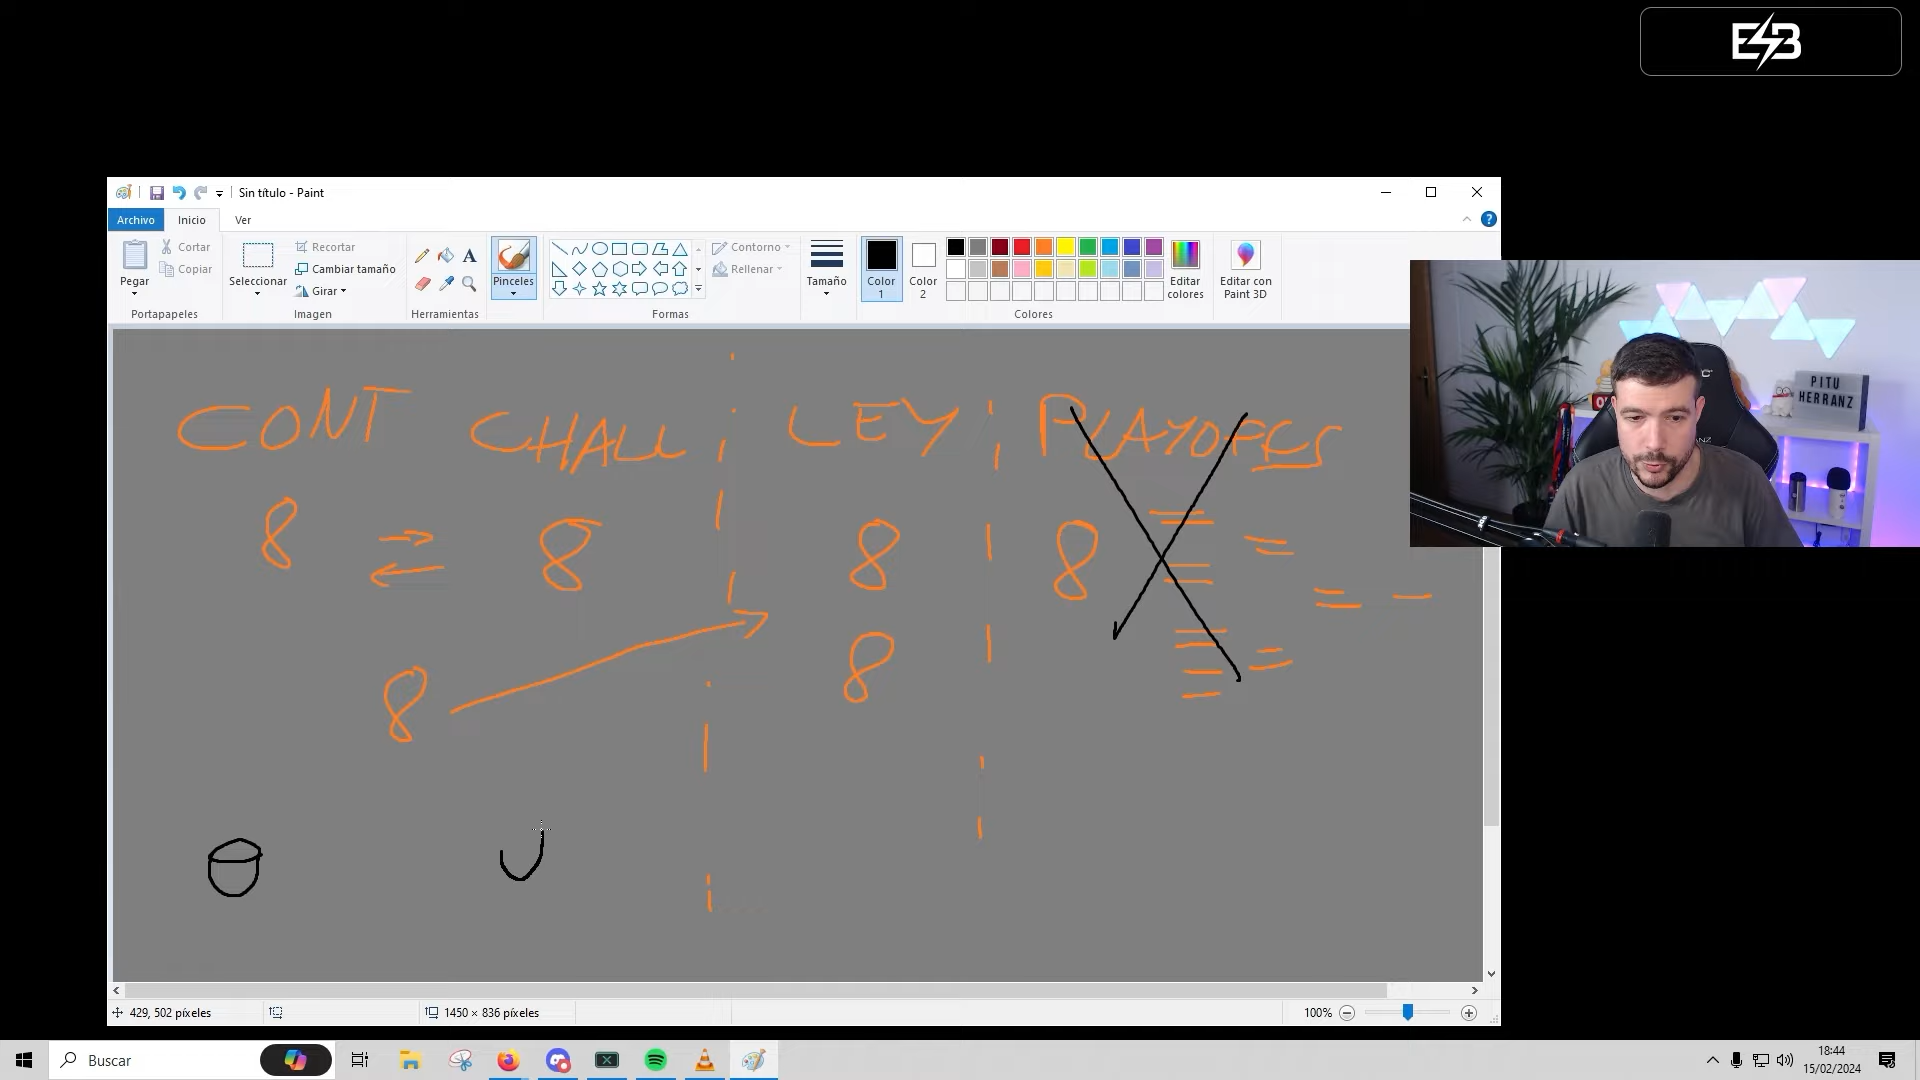 E4B
Sin título - Paint
Archivo Inicio Ver
Pegar Cortar Copiar
Portapapeles
Seleccionar Recortar Cambiar tamaño Girar
Imagen
A
Herramientas
Pinceles
Contorno Rellenar
Formas
Tamaño
Color 1 Color 2
Editar colores
Editar con Paint 3D
Colores
PITU
HERRANZ
CONT CHALL LEY PLAYOFFS
8 8 8 8
8 8
429, 502 píxeles 1450 × 836 píxeles 100%
Buscar
18:44
15/02/2024